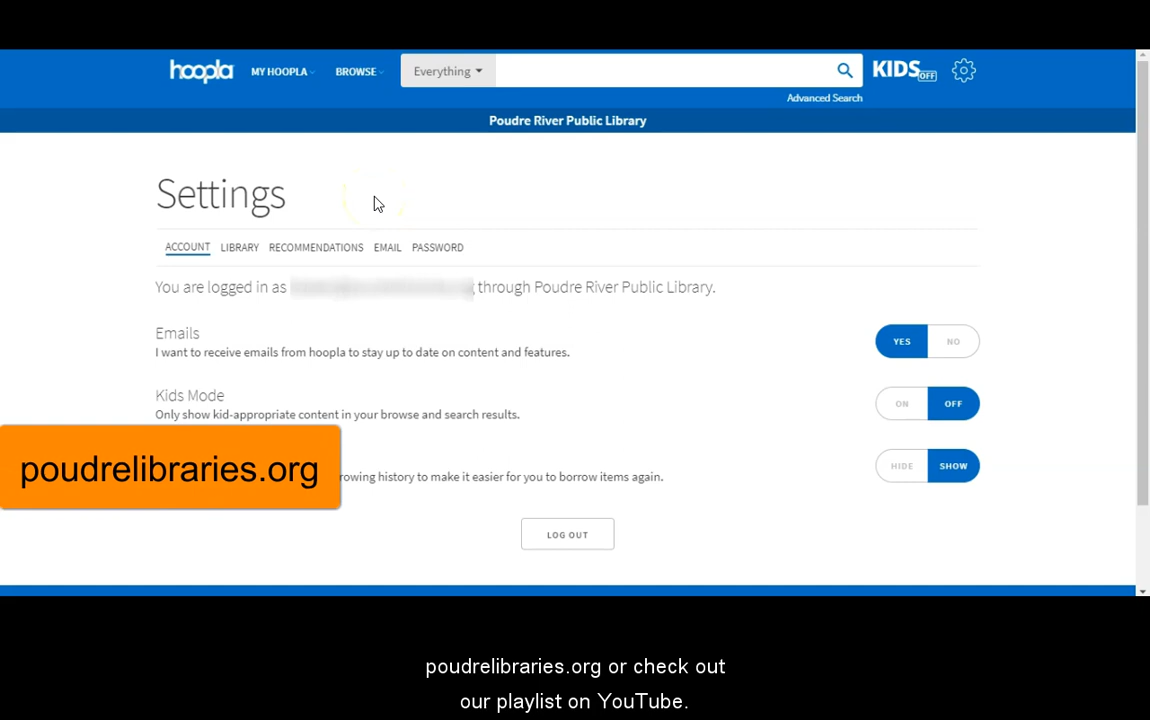 hoopla MY HOOPLA BROWSE Everything KIDS OFF
Advanced Search
Poudre River Public Library
Settings
ACCOUNT LIBRARY RECOMMENDATIONS EMAIL PASSWORD
You are logged in as through Poudre River Public Library.
Emails
I want to receive emails from hoopla to stay up to date on content and features.
YES NO
Kids Mode
Only show kid-appropriate content in your browse and search results.
ON OFF
poudrelibraries.org
rowing history to make it easier for you to borrow items again.
HIDE SHOW
LOG OUT
poudrelibraries.org or check out
our playlist on YouTube.